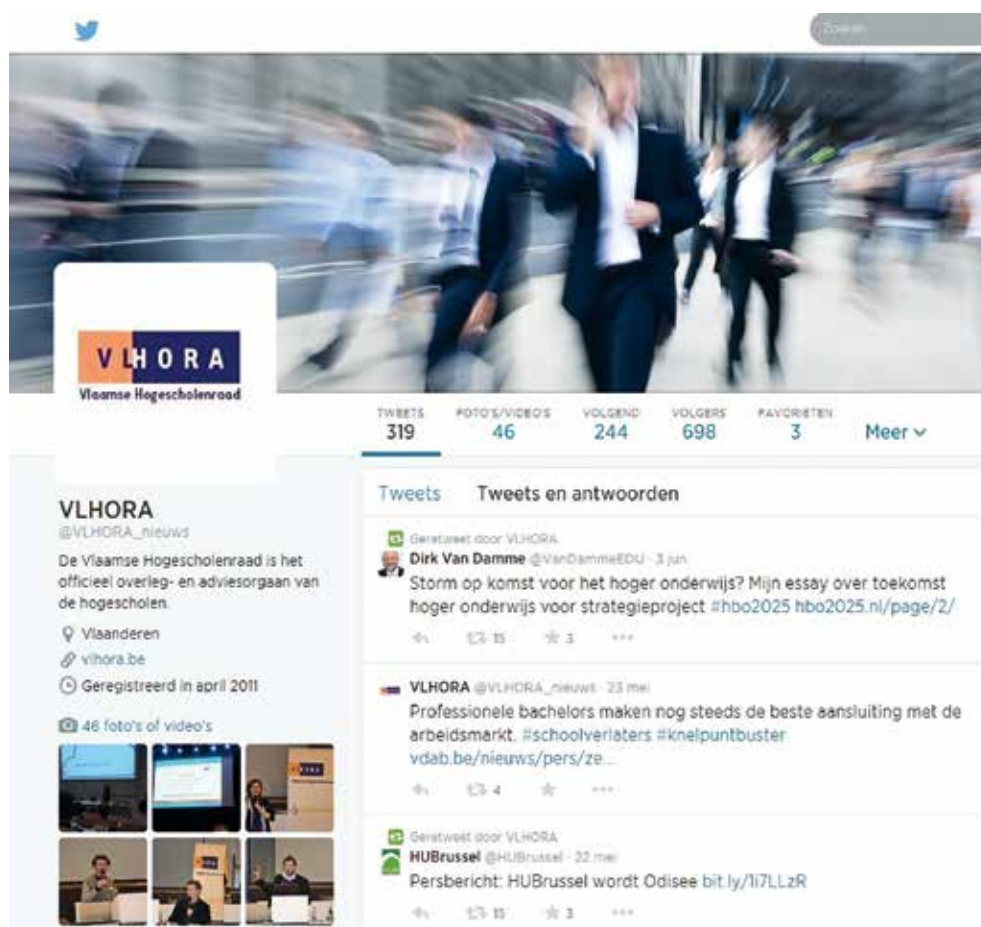 Zoeken
VLHORA
Vlaamse Hogescholenraad
TWEETS
319
FOTO'S/VIDEO'S
46
VOLGEND
244
VOLGERS
698
FAVORIETEN
3
Meer
VLHORA
@VLHORA_nieuws
De Vlaamse Hogescholenraad is het
officieel overleg- en adviesorgaan van
de hogescholen.
Vlaanderen
vlhora.be
Geregistreerd in april 2011
46 foto's of video's
Tweets Tweets en antwoorden
Geretweet door VLHORA
Dirk Van Damme @VanDammeEDU · 3 jun
Storm op komst voor het hoger onderwijs? Mijn essay over toekomst
hoger onderwijs voor strategieproject #hbo2025 hbo2025.nl/page/2/
15 3
VLHORA @VLHORA_nieuws · 23 mei
Professionele bachelors maken nog steeds de beste aansluiting met de
arbeidsmarkt. #schoolverlaters #knelpuntbuster
vdab.be/nieuws/pers/ze...
4
Geretweet door VLHORA
HUBrussel @HUBrussel · 22 mei
Persbericht: HUBrussel wordt Odisee bit.ly/1i7LLzR
15 3